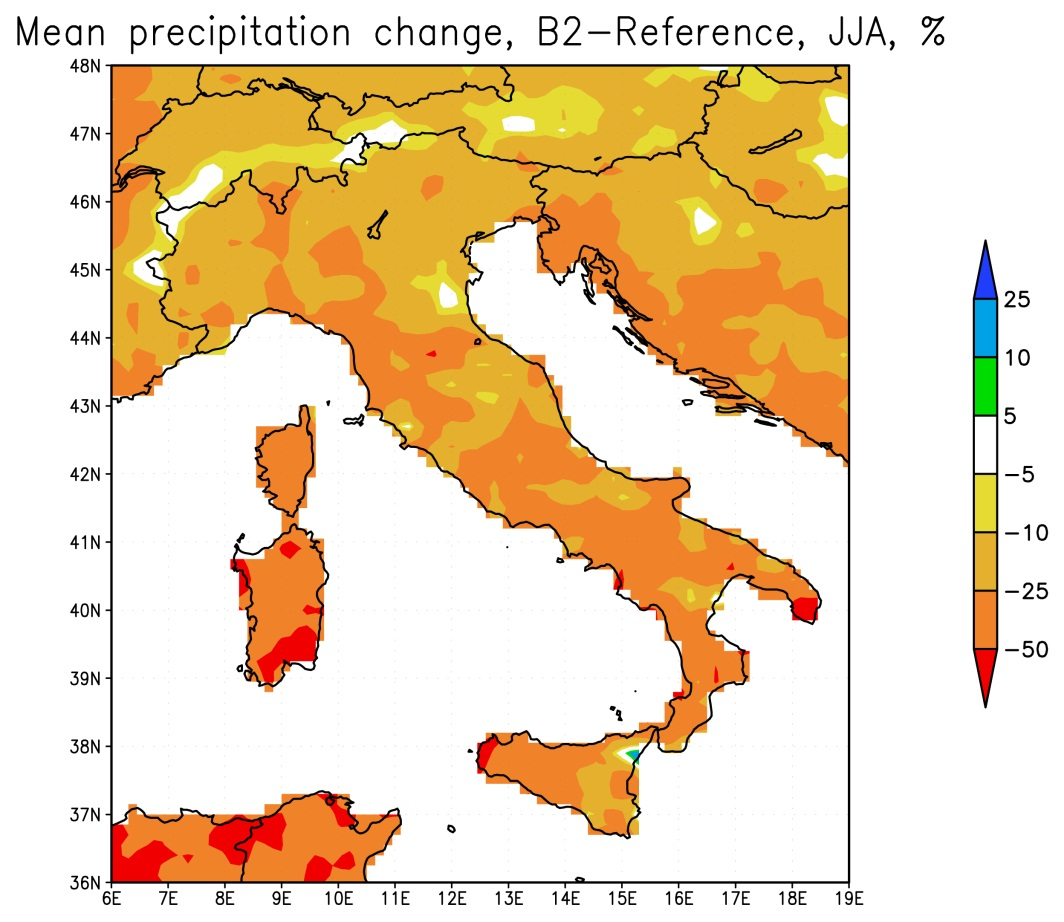 Mean precipitation change, B2−Reference, JJA, %
48N
47N
46N
45N
44N
43N
42N
41N
40N
39N
38N
37N
36N
6E 7E 8E 9E 10E 11E 12E 13E 14E 15E 16E 17E 18E 19E
25
10
5
−5
−10
−25
−50